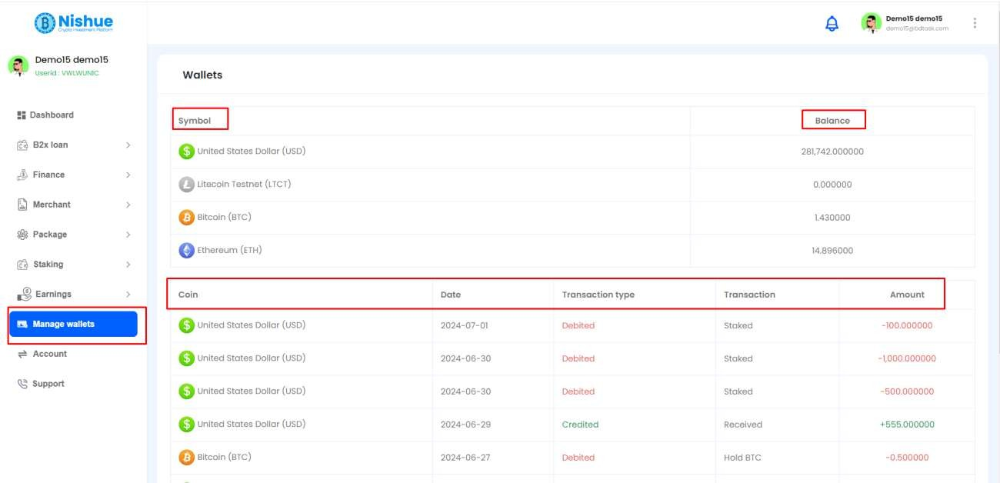 Nishue
Crypto Investment Platform
Demo15 demo15
demo15@bdtask.com
Demo15 demo15
Userid : VWLWUNIC
Dashboard
B2x loan
Finance
Merchant
Package
Staking
Earnings
Manage wallets
Account
Support
Wallets
Symbol Balance
United States Dollar (USD) 281,742.000000
Litecoin Testnet (LTCT) 0.000000
Bitcoin (BTC) 1.430000
Ethereum (ETH) 14.896000
Coin Date Transaction type Transaction Amount
United States Dollar (USD) 2024-07-01 Debited Staked -100.000000
United States Dollar (USD) 2024-06-30 Debited Staked -1,000.000000
United States Dollar (USD) 2024-06-30 Debited Staked -500.000000
United States Dollar (USD) 2024-06-29 Credited Received +555.000000
Bitcoin (BTC) 2024-06-27 Debited Hold BTC -0.500000